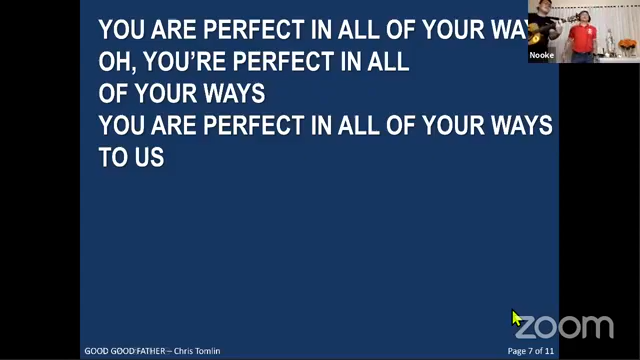 YOU ARE PERFECT IN ALL OF YOUR
OH, YOU'RE PERFECT IN ALL
OF YOUR WAYS
YOU ARE PERFECT IN ALL OF YOUR WAYS
TO US
Nooke
zoom
GOOD GOOD FATHER – Chris Tomlin
Page 7 of 11